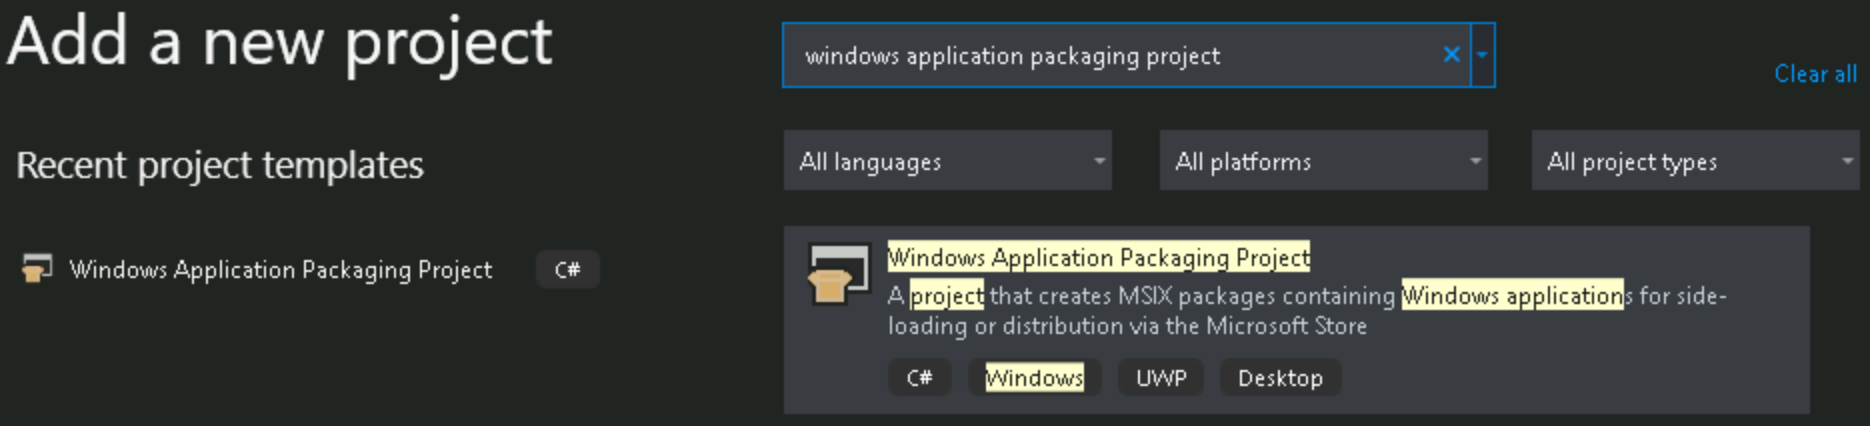 Add a new project
windows application packaging project
Clear all
Recent project templates
All languages
All platforms
All project types
Windows Application Packaging Project
C#
Windows Application Packaging Project
A project that creates MSIX packages containing Windows applications for side-
loading or distribution via the Microsoft Store
C#
Windows
UWP
Desktop